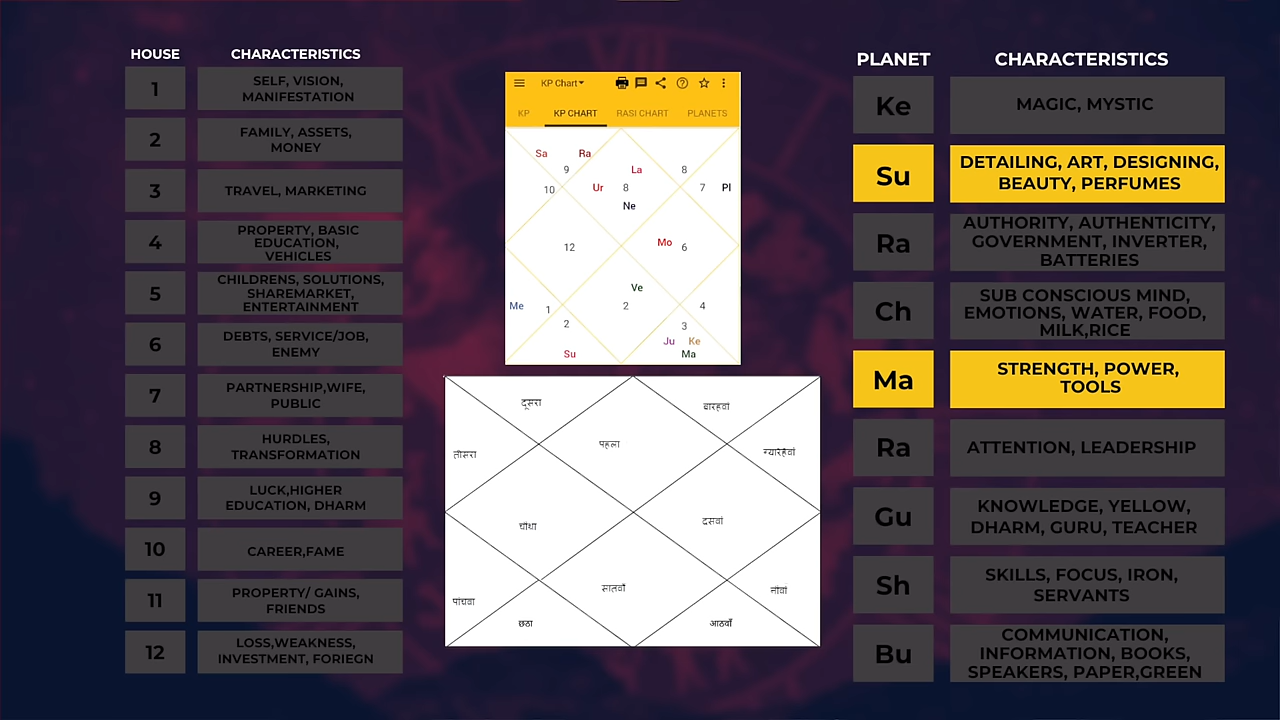 HOUSE
CHARACTERISTICS
1
SELF, VISION,
MANIFESTATION
2
FAMILY, ASSETS,
MONEY
3
TRAVEL, MARKETING
4
PROPERTY, BASIC
EDUCATION,
VEHICLES
5
CHILDRENS, SOLUTIONS,
SHAREMARKET,
ENTERTAINMENT
6
DEBTS, SERVICE/JOB,
ENEMY
7
PARTNERSHIP,WIFE,
PUBLIC
8
HURDLES,
TRANSFORMATION
9
LUCK,HIGHER
EDUCATION, DHARM
10
CAREER,FAME
11
PROPERTY/ GAINS,
FRIENDS
12
LOSS,WEAKNESS,
INVESTMENT, FORIEGN
KP Chart
KP KP CHART RASI CHART PLANETS
Sa Ra
9 La 8
10 Ur 8 7 Pl
Ne
12 Mo 6
Ve
Me 1 2 4
2 3
Ju Ke
Su Ma
दूसरा बारहवां
पहला
तीसरा ग्यारहेवां
चौथा दसवां
सातवाँ नौवां
पांचवा
छठा आठवाँ
PLANET
CHARACTERISTICS
Ke
MAGIC, MYSTIC
Su
DETAILING, ART, DESIGNING,
BEAUTY, PERFUMES
Ra
AUTHORITY, AUTHENTICITY,
GOVERNMENT, INVERTER,
BATTERIES
Ch
SUB CONSCIOUS MIND,
EMOTIONS, WATER, FOOD,
MILK,RICE
Ma
STRENGTH, POWER,
TOOLS
Ra
ATTENTION, LEADERSHIP
Gu
KNOWLEDGE, YELLOW,
DHARM, GURU, TEACHER
Sh
SKILLS, FOCUS, IRON,
SERVANTS
Bu
COMMUNICATION,
INFORMATION, BOOKS,
SPEAKERS, PAPER,GREEN